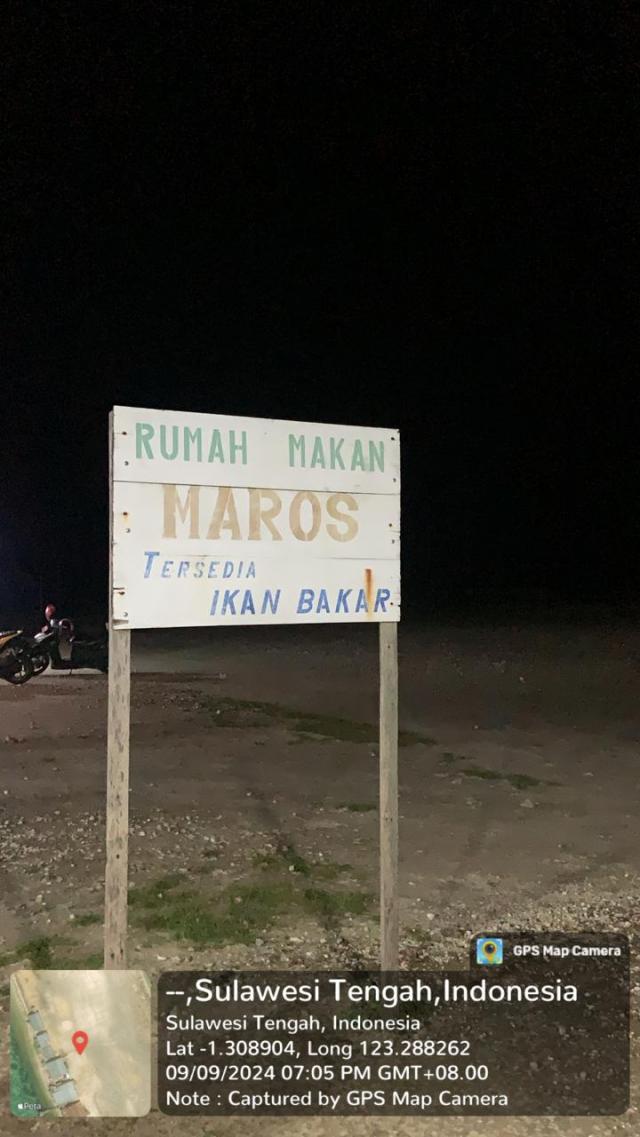 RUMAH MAKAN
MAROS
TERSEDIA
IKAN BAKAR
GPS Map Camera
--,Sulawesi Tengah,Indonesia
Sulawesi Tengah, Indonesia
Lat -1.308904, Long 123.288262
09/09/2024 07:05 PM GMT+08.00
Note : Captured by GPS Map Camera
Peta